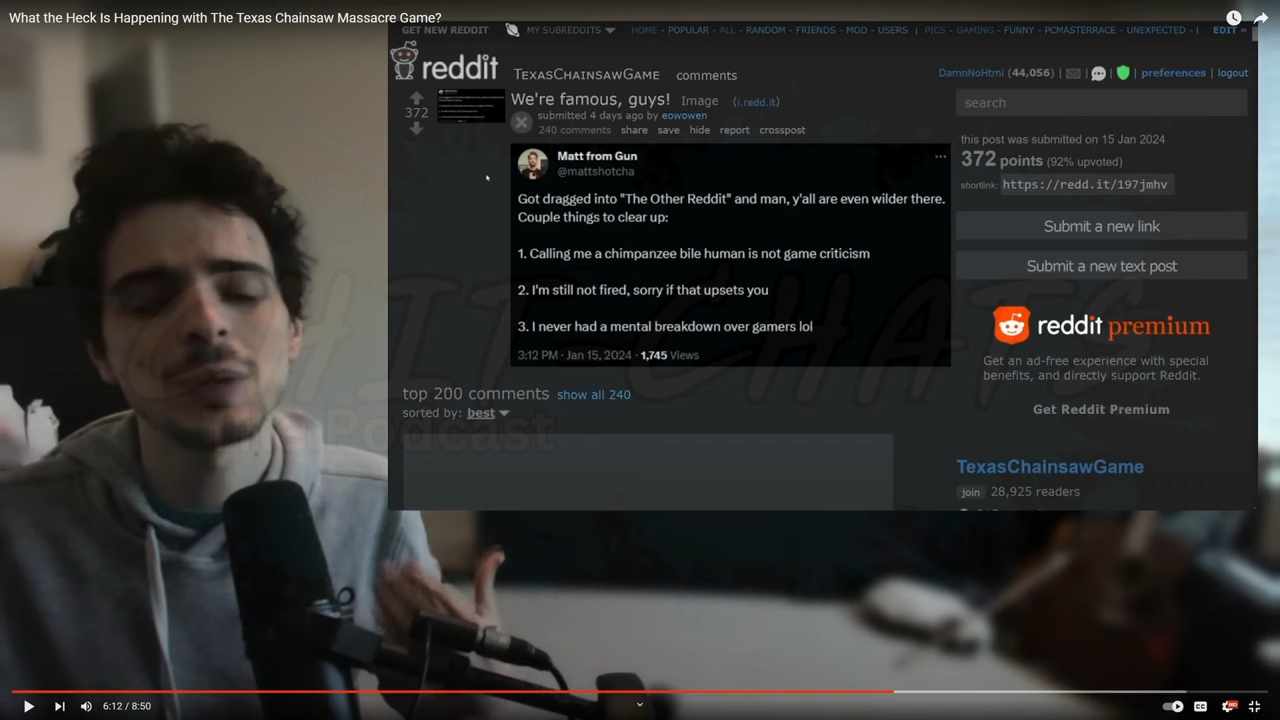 What the Heck Is Happening with The Texas Chainsaw Massacre Game?
GET NEW REDDIT MY SUBREDDITS HOME - POPULAR - ALL - RANDOM - FRIENDS - MOD - USERS | PICS - GAMING - FUNNY - PCMASTERRACE - UNEXPECTED - I EDIT »
reddit TEXASCHAINSAWGAME comments
DamnNoHtml (44,056) | | | preferences | logout
372
We're famous, guys! Image (i.redd.it)
submitted 4 days ago by eowowen
240 comments share save hide report crosspost
Matt from Gun
@mattshotcha
Got dragged into "The Other Reddit" and man, y'all are even wilder there.
Couple things to clear up:
1. Calling me a chimpanzee bile human is not game criticism
2. I'm still not fired, sorry if that upsets you
3. I never had a mental breakdown over gamers lol
3:12 PM · Jan 15, 2024 · 1,745 Views
top 200 comments show all 240
sorted by: best
search
this post was submitted on 15 Jan 2024
372 points (92% upvoted)
shortlink: https://redd.it/197jmhv
Submit a new link
Submit a new text post
reddit premium
Get an ad-free experience with special
benefits, and directly support Reddit.
Get Reddit Premium
TexasChainsawGame
join 28,925 readers
CHATS
Podcast
6:12 / 8:50
HD